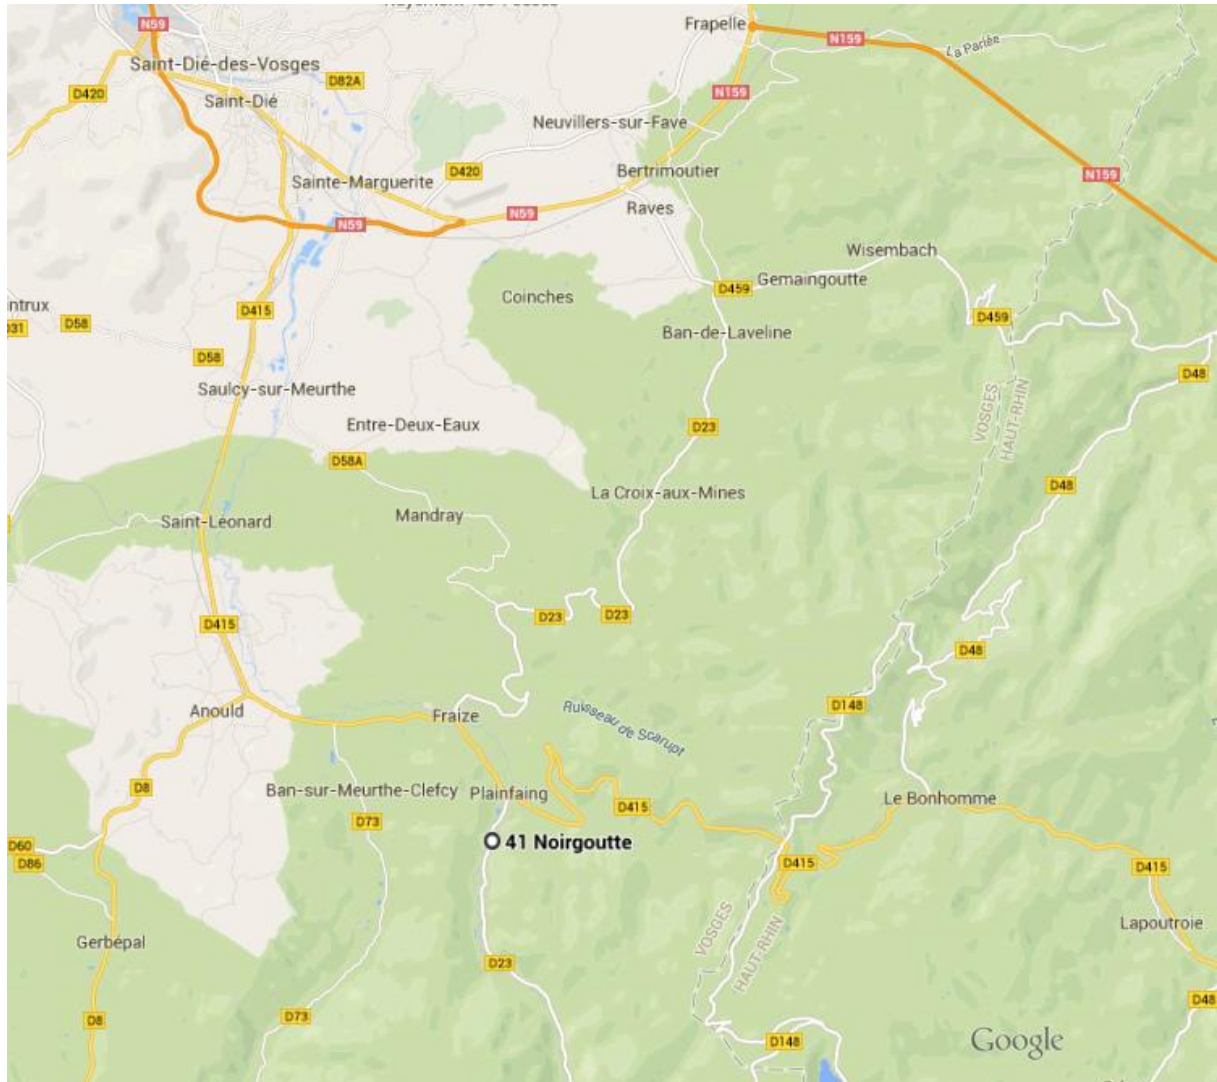 Frapelle
N59
N159
La Parière
Saint-Dié-des-Vosges
D82A
D420
Saint-Dié
N159
Neuvillers-sur-Fave
D420
Bertrimoutier
N159
Sainte-Marguerite
Raves
N59
N59
Wisembach
Gemaingoutte
D459
Coinches
ntrux
D415
D459
D31
D58
Ban-de-Laveline
D58
D48
Saulcy-sur-Meurthe
VOSGES
HAUT-RHIN
Entre-Deux-Eaux
D23
D58A
D48
La Croix-aux-Mines
Mandray
Saint-Léonard
D23
D23
D415
D48
D148
Anould
Fraize
Ruisseau de Scarupt
D8
Ban-sur-Meurthe-Clefcy
Plainfaing
Le Bonhomme
D415
D73
41 Noirgoutte
D60
D86
D415
D415
VOSGES
HAUT-RHIN
Lapoutroie
Gerbépal
D23
D48
D8
D73
D148
Google